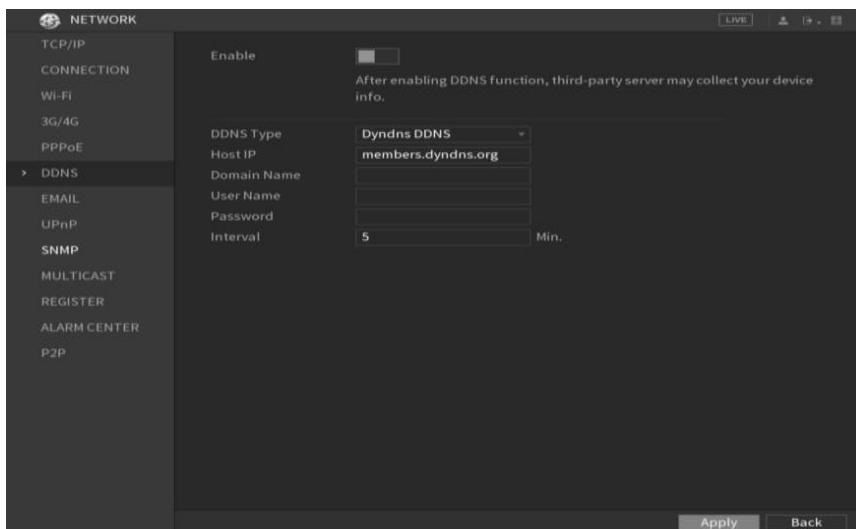 NETWORK
LIVE
TCP/IP
CONNECTION
Wi-Fi
3G/4G
PPPoE
DDNS
EMAIL
UPnP
SNMP
MULTICAST
REGISTER
ALARM CENTER
P2P
Enable
After enabling DDNS function, third-party server may collect your device
info.
DDNS Type Dyndns DDNS
Host IP members.dyndns.org
Domain Name
User Name
Password
Interval 5 Min.
Apply Back